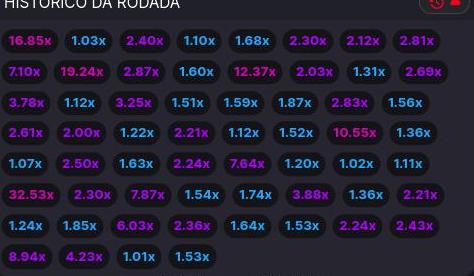 HISTÓRICO DA RODADA
16.85x 1.03x 2.40x 1.10x 1.68x 2.30x 2.12x 2.81x
7.10x 19.24x 2.87x 1.60x 12.37x 2.03x 1.31x 2.69x
3.78x 1.12x 3.25x 1.51x 1.59x 1.87x 2.83x 1.56x
2.61x 2.00x 1.22x 2.21x 1.12x 1.52x 10.55x 1.36x
1.07x 2.50x 1.63x 2.24x 7.64x 1.20x 1.02x 1.11x
32.53x 2.30x 7.87x 1.54x 1.74x 3.88x 1.36x 2.21x
1.24x 1.85x 6.03x 2.36x 1.64x 1.53x 2.24x 2.43x
8.94x 4.23x 1.01x 1.53x